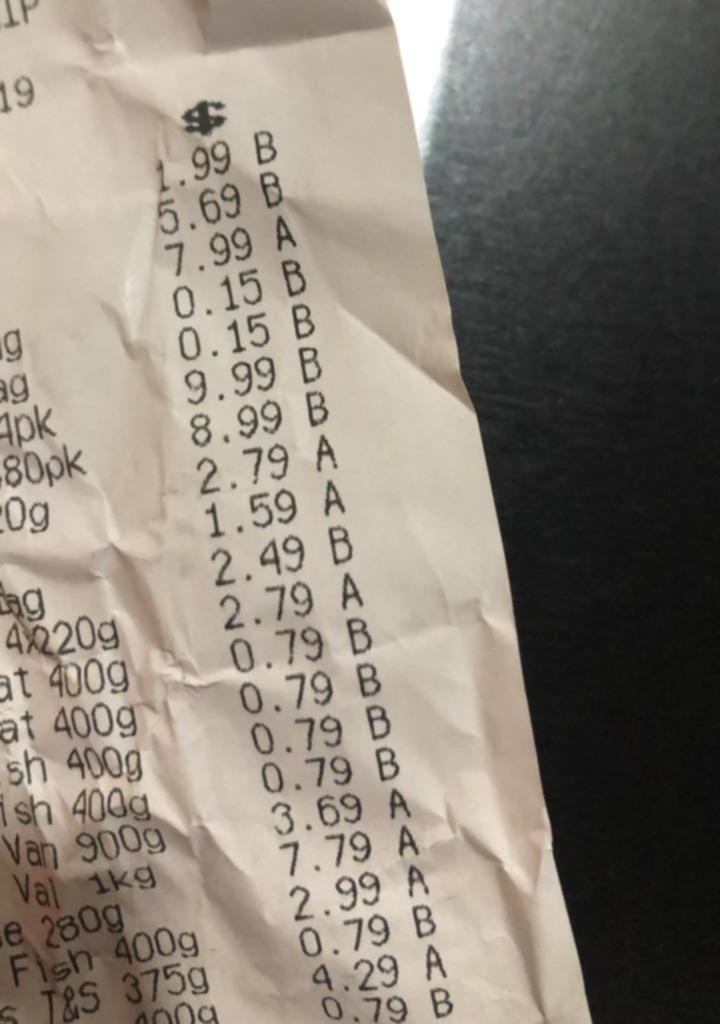 19
$
1.99 B
5.69 B
7.99 A
ag 0.15 B
ag 0.15 B
4pk 9.99 B
80pk 8.99 B
20g 2.79 A
1.59 A
ag 2.49 B
4x220g 2.79 A
at 400g 0.79 B
at 400g 0.79 B
sh 400g 0.79 B
ish 400g 0.79 B
Van 900g 3.69 A
Val 1kg 7.79 A
e 280g 2.99 A
Fish 400g 0.79 B
s T&S 375g 4.29 A
400g 0.79 B